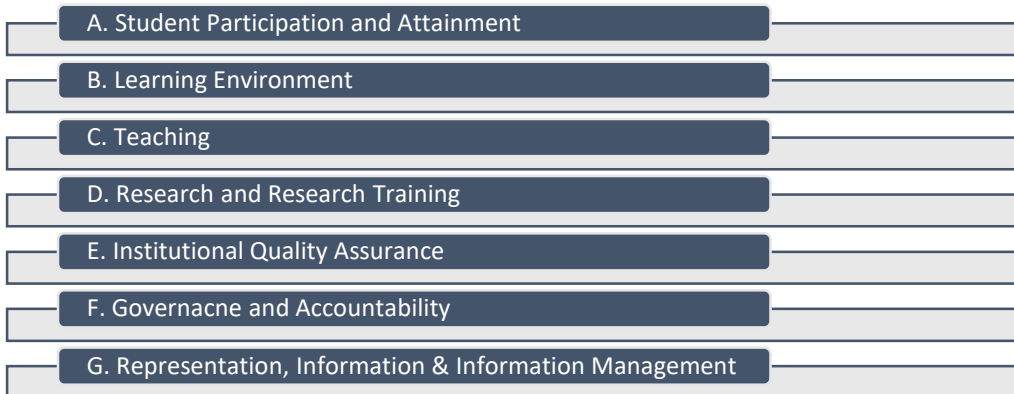 A. Student Participation and Attainment
B. Learning Environment
C. Teaching
D. Research and Research Training
E. Institutional Quality Assurance
F. Governacne and Accountability
G. Representation, Information & Information Management